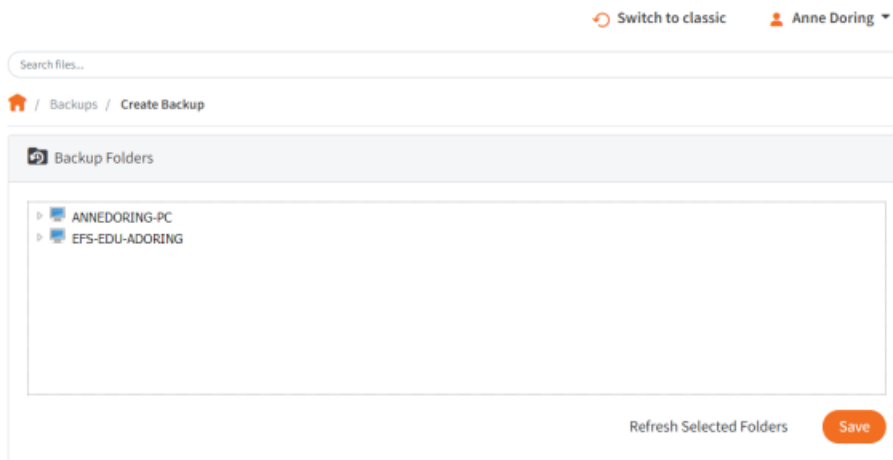 Switch to classic Anne Doring
Search files...
/ Backups / Create Backup
Backup Folders
ANNEDORING-PC
EFS-EDU-ADORING
Refresh Selected Folders Save